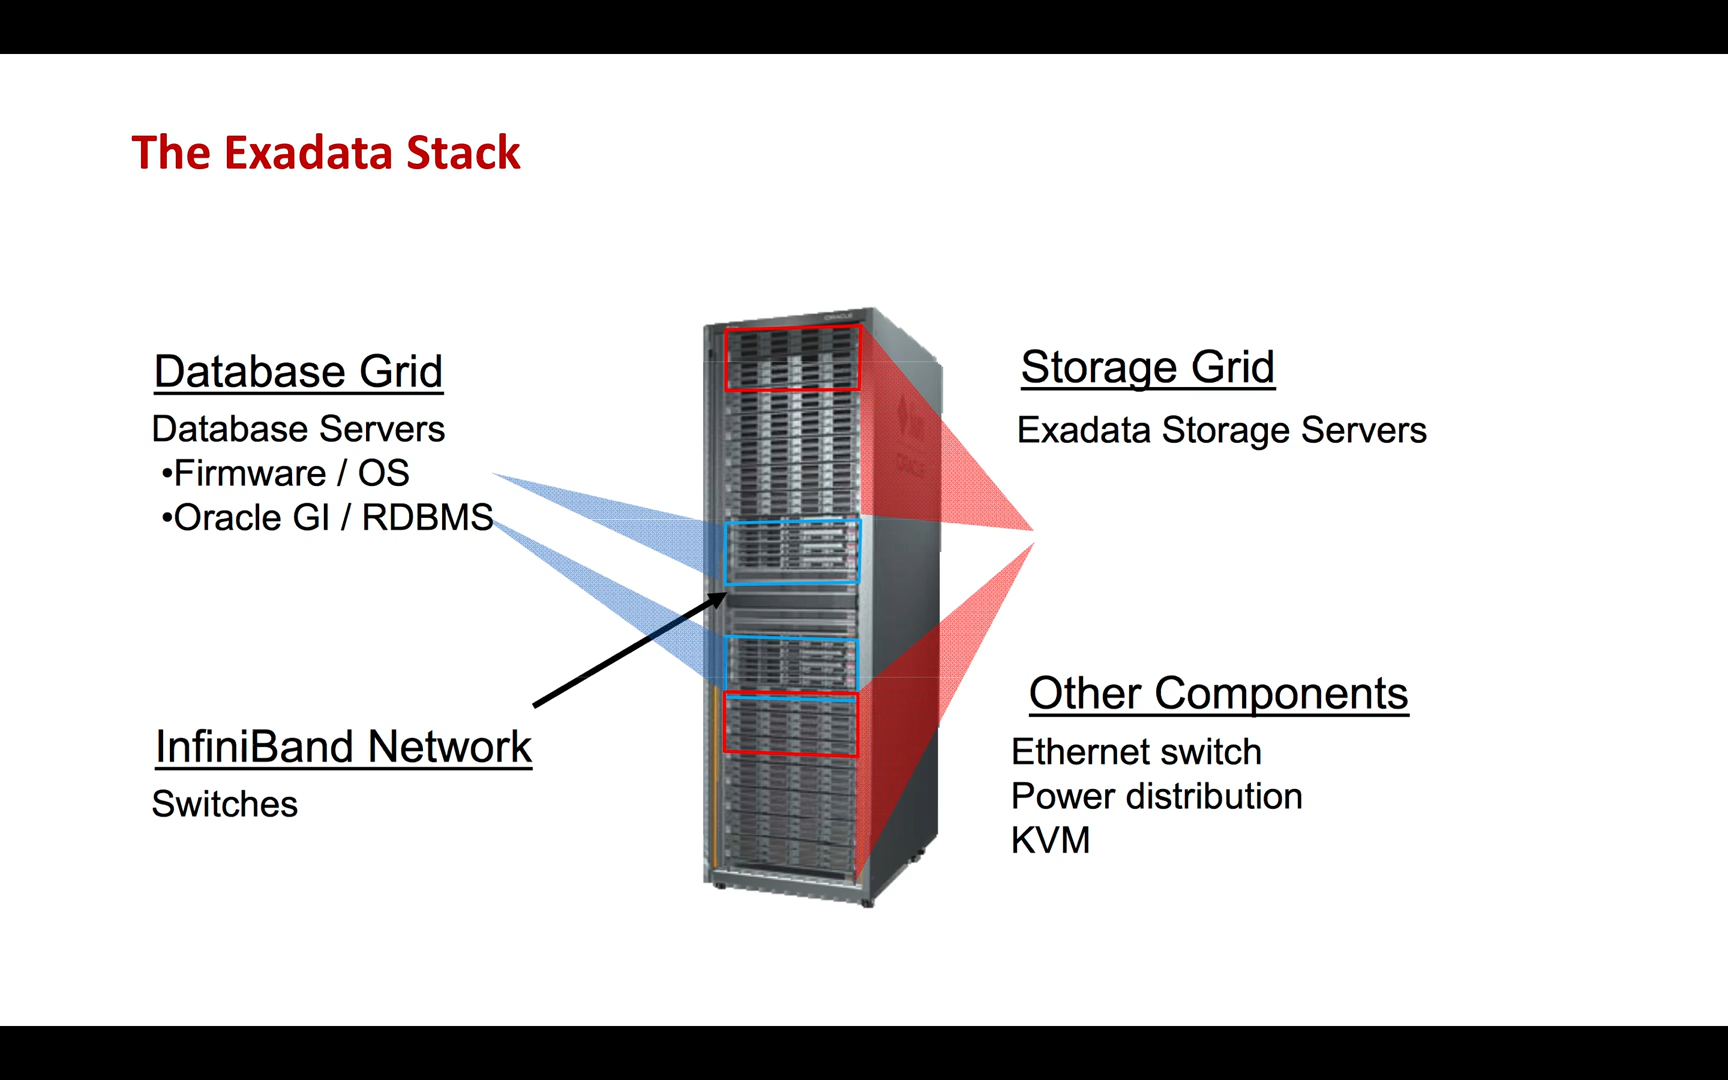 The Exadata Stack
Database Grid
Database Servers
•Firmware / OS
•Oracle GI / RDBMS
InfiniBand Network
Switches
ORACLE
Storage Grid
Exadata Storage Servers
Other Components
Ethernet switch
Power distribution
KVM